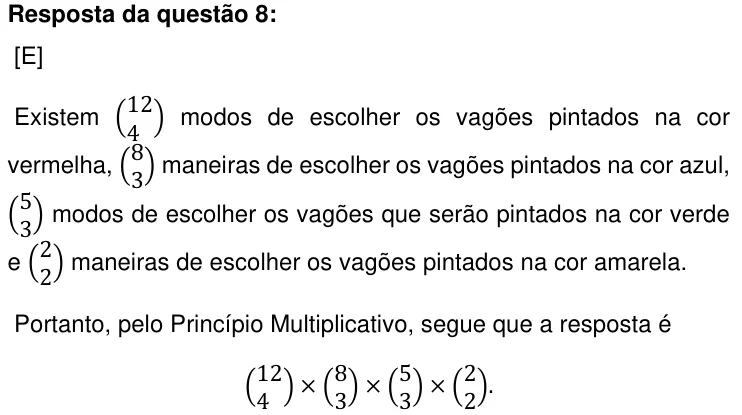 Resposta da questão 8:
[E]
Existem (12 4) modos de escolher os vagões pintados na cor
vermelha, (8 3) maneiras de escolher os vagões pintados na cor azul,
(5 3) modos de escolher os vagões que serão pintados na cor verde
e (2 2) maneiras de escolher os vagões pintados na cor amarela.
Portanto, pelo Princípio Multiplicativo, segue que a resposta é
(12 4) × (8 3) × (5 3) × (2 2).